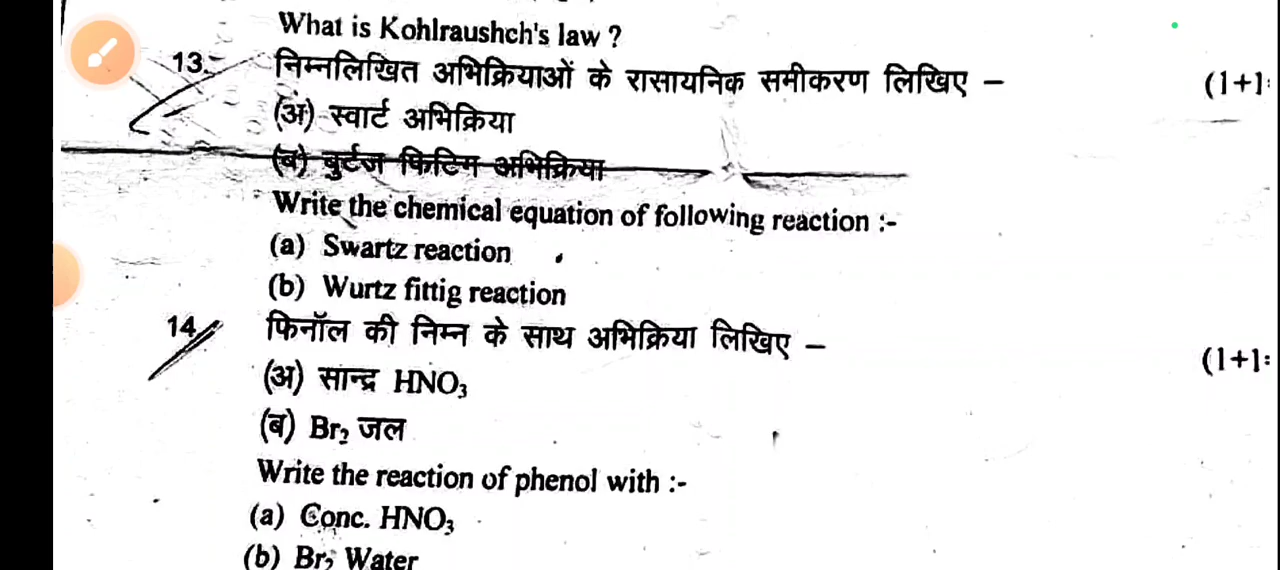 What is Kohlraushch's law ?
13. निम्नलिखित अभिक्रियाओं के रासायनिक समीकरण लिखिए – (1+1=
(अ) स्वार्ट अभिक्रिया
(ब) वुर्टज फिटिग अभिक्रिया
Write the chemical equation of following reaction :-
(a) Swartz reaction
(b) Wurtz fittig reaction
14 फिनॉल की निम्न के साथ अभिक्रिया लिखिए – (1+1=
(अ) सान्द्र HNO₃
(ब) Br₂ जल
Write the reaction of phenol with :-
(a) Conc. HNO₃
(b) Br₂ Water